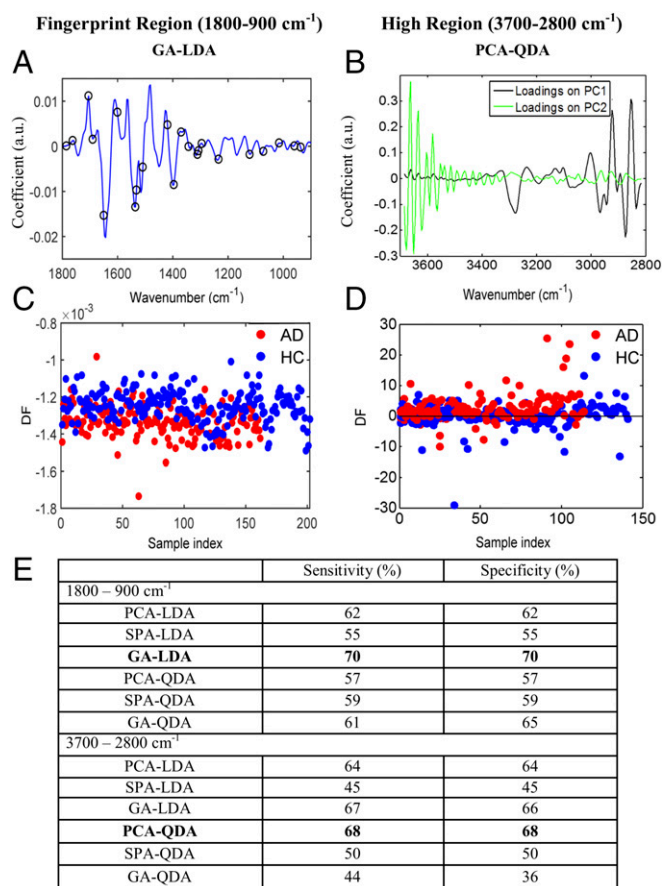 Fingerprint Region (1800-900 cm⁻¹)
High Region (3700-2800 cm⁻¹)
GA-LDA
PCA-QDA
A
0.01
0
-0.01
-0.02
Coefficient (a.u.)
1800 1600 1400 1200 1000
Wavenumber (cm⁻¹)
B
Loadings on PC1
Loadings on PC2
0.3
0.2
0.1
0
-0.1
-0.2
-0.3
Coefficient (a.u.)
3600 3400 3200 3000 2800
Wavenumber (cm⁻¹)
C
×10⁻³
-0.8
-1
-1.2
-1.4
-1.6
-1.8
DF
AD
HC
0 50 100 150 200
Sample index
D
30
20
10
0
-10
-20
-30
DF
AD
HC
0 50 100 150
Sample index
E
Sensitivity (%) Specificity (%)
1800 – 900 cm⁻¹
PCA-LDA 62 62
SPA-LDA 55 55
GA-LDA 70 70
PCA-QDA 57 57
SPA-QDA 59 59
GA-QDA 61 65
3700 – 2800 cm⁻¹
PCA-LDA 64 64
SPA-LDA 45 45
GA-LDA 67 66
PCA-QDA 68 68
SPA-QDA 50 50
GA-QDA 44 36